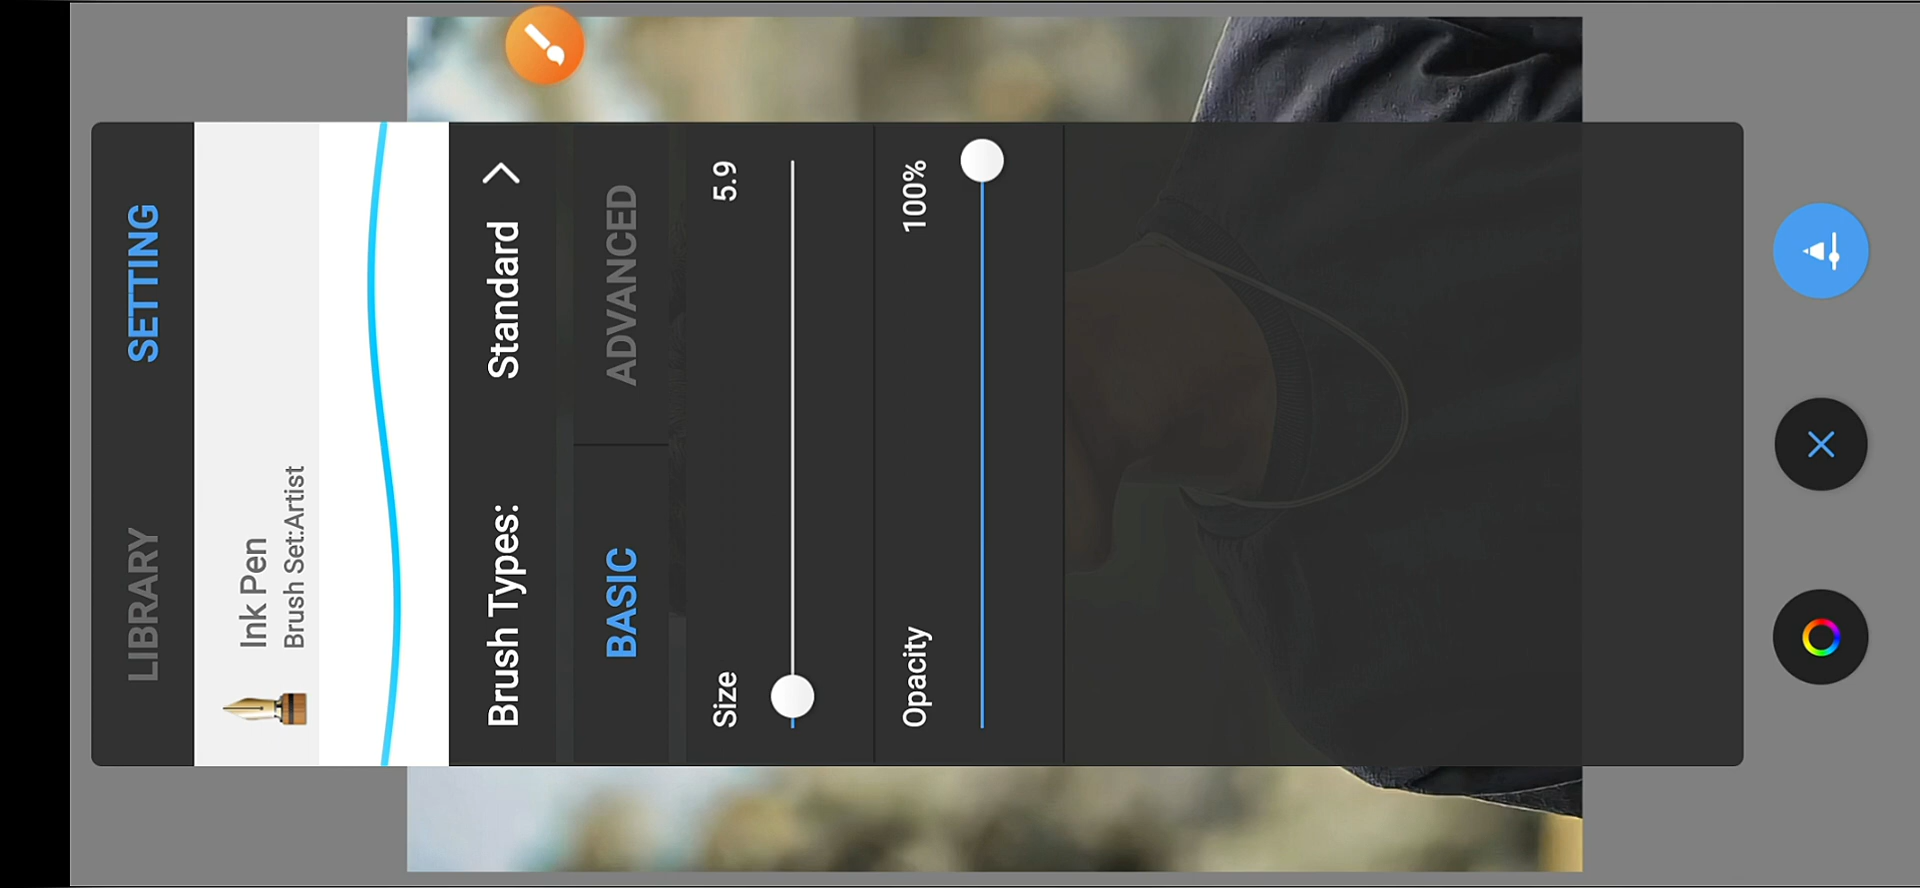 LIBRARY
SETTING
Ink Pen
Brush Set:Artist
Brush Types:
Standard
BASIC
ADVANCED
Size
5.9
Opacity
100%